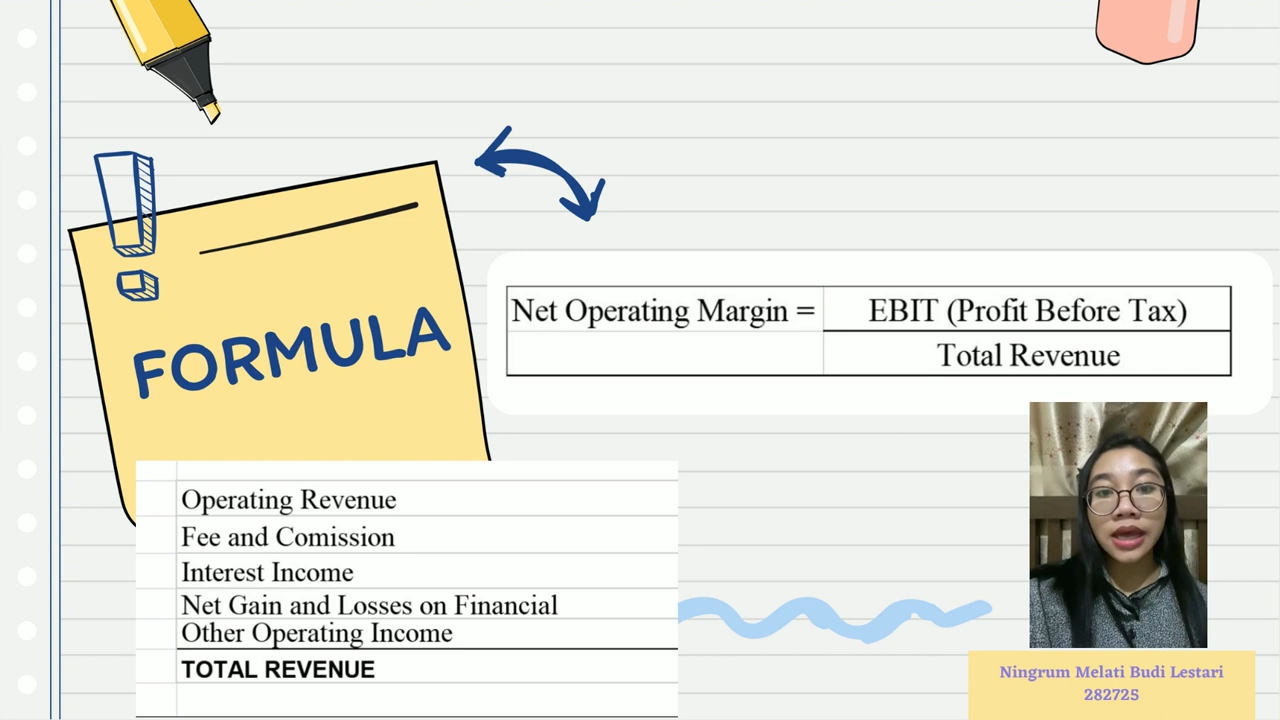 FORMULA
Net Operating Margin = EBIT (Profit Before Tax)
Total Revenue
Operating Revenue
Fee and Comission
Interest Income
Net Gain and Losses on Financial
Other Operating Income
TOTAL REVENUE
Ningrum Melati Budi Lestari
282725